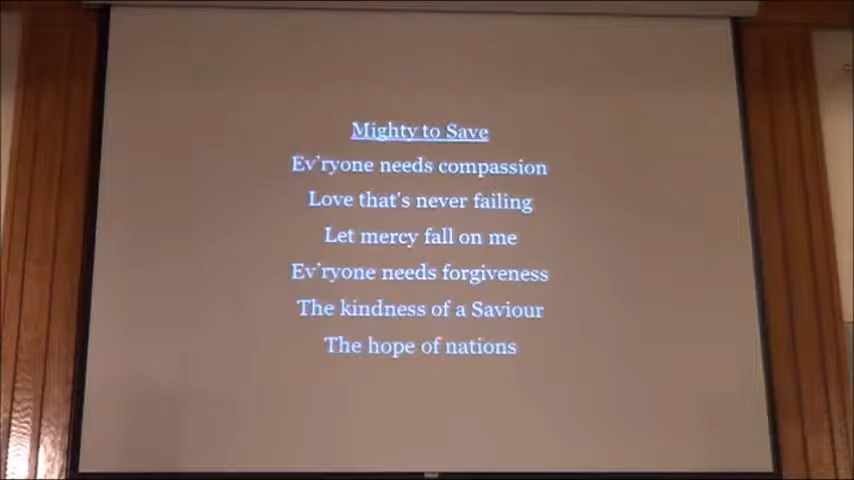 Mighty to Save
Ev'ryone needs compassion
Love that's never failing
Let mercy fall on me
Ev'ryone needs forgiveness
The kindness of a Saviour
The hope of nations